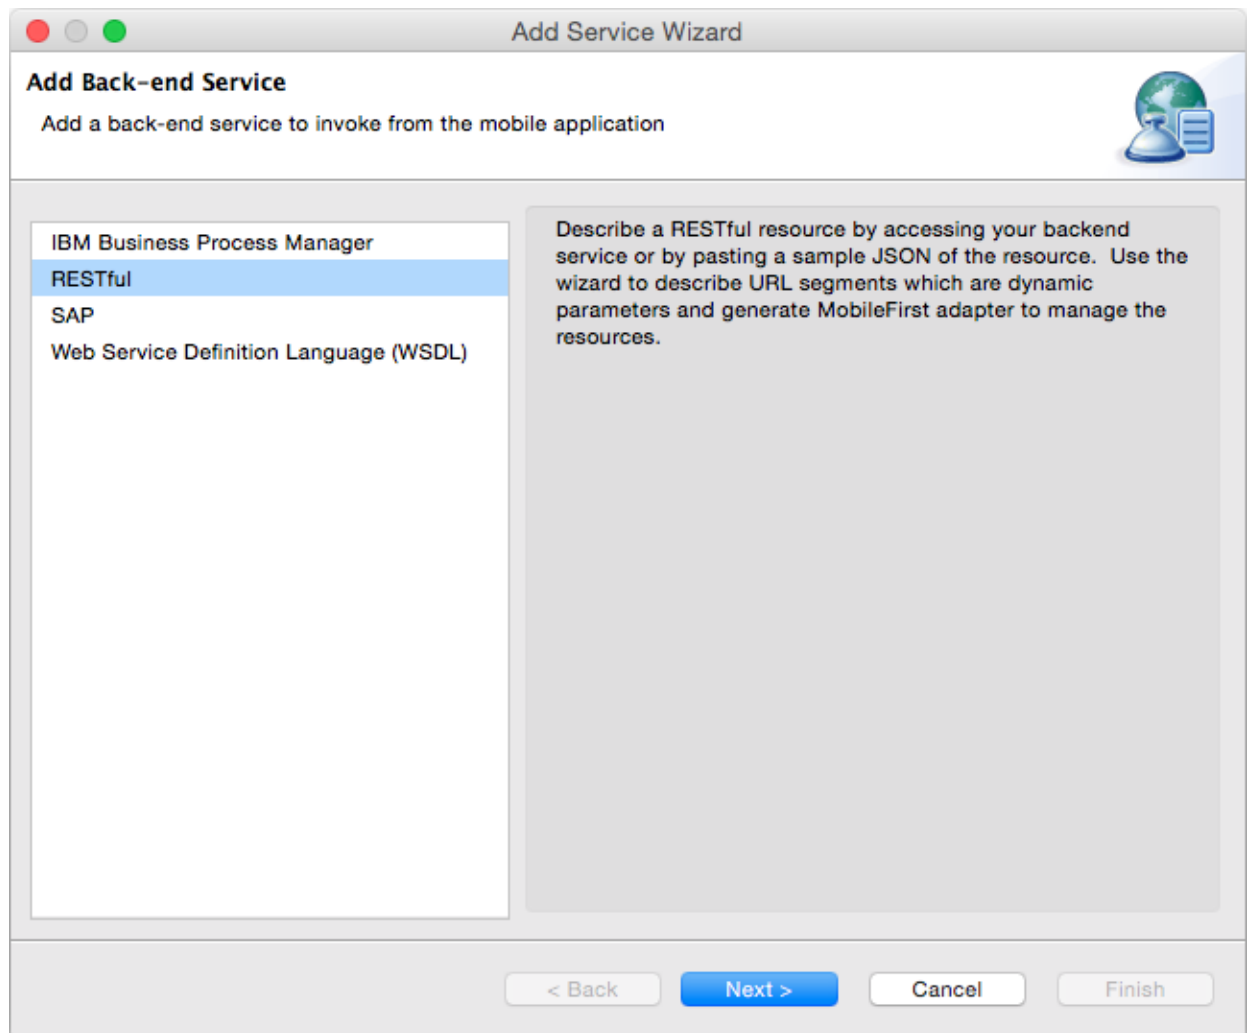 Add Service Wizard
Add Back-end Service
Add a back-end service to invoke from the mobile application
IBM Business Process Manager
RESTful
SAP
Web Service Definition Language (WSDL)
Describe a RESTful resource by accessing your backend
service or by pasting a sample JSON of the resource.  Use the
wizard to describe URL segments which are dynamic
parameters and generate MobileFirst adapter to manage the
resources.
< Back
Next >
Cancel
Finish